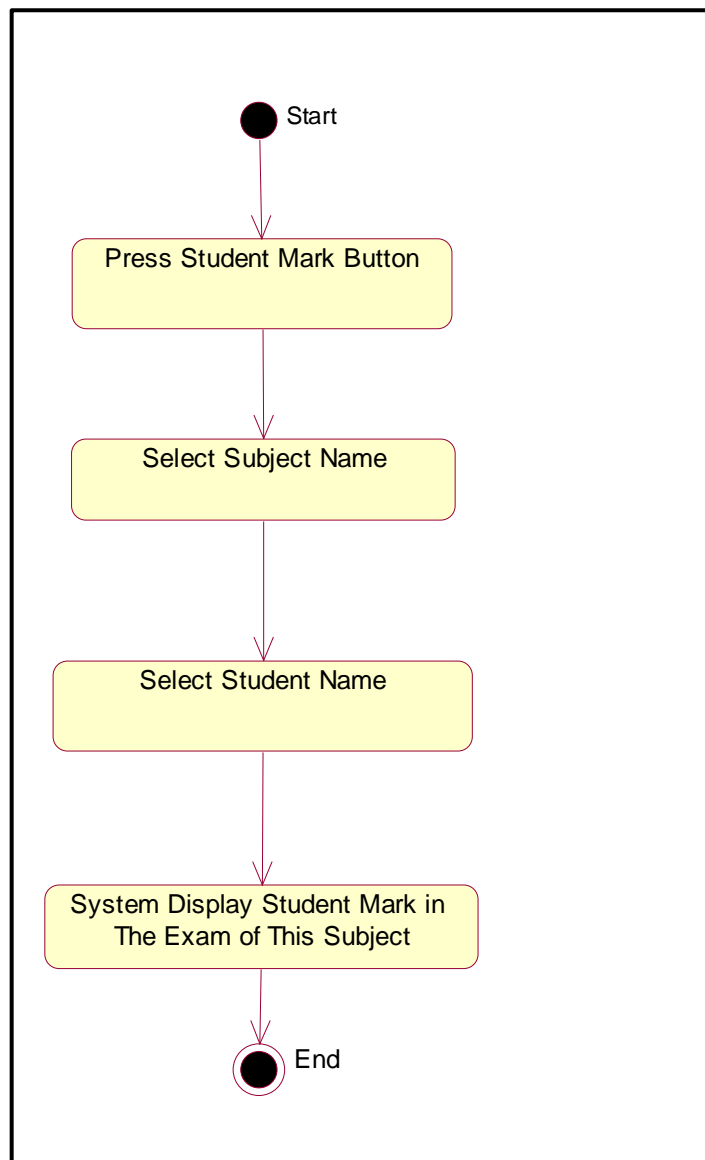 Start
Press Student Mark Button
Select Subject Name
Select Student Name
System Display Student Mark in
The Exam of This Subject
End